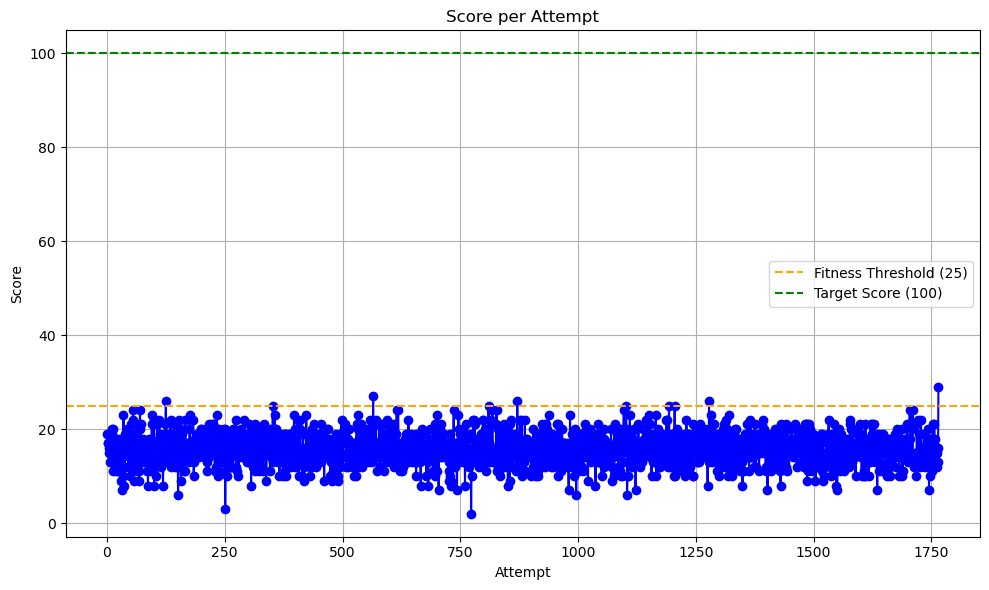 Score per Attempt
100
80
60
40
20
0
Score
Fitness Threshold (25)
Target Score (100)
0
250
500
750
1000
1250
1500
1750
Attempt